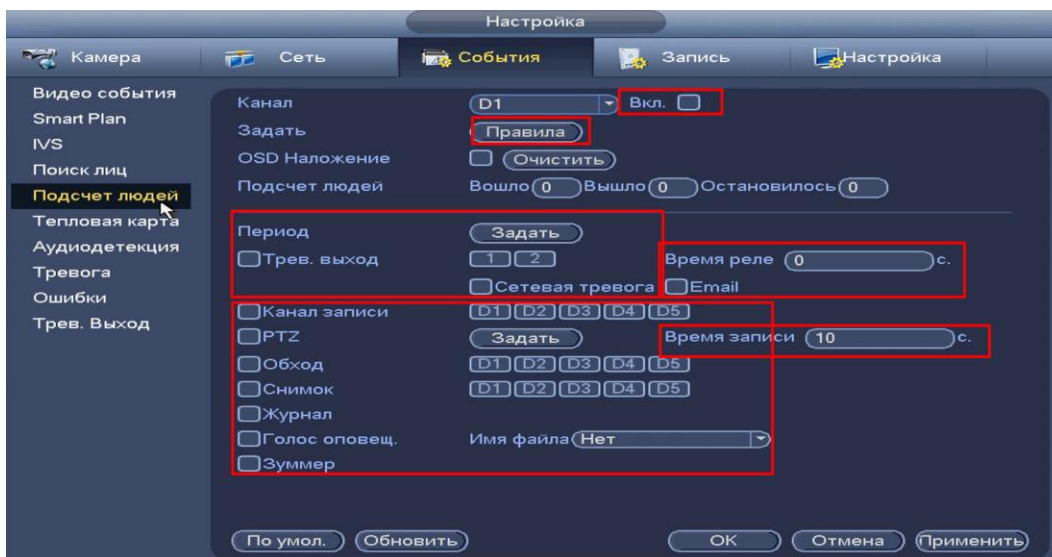 Настройка
Камера Сеть События Запись Настройка
Видео события
Smart Plan
IVS
Поиск лиц
Подсчет людей
Тепловая карта
Аудиодетекция
Тревога
Ошибки
Трев. Выход
Канал D1 Вкл.
Задать Правила
OSD Наложение Очистить
Подсчет людей Вошло 0 Вышло 0 Остановилось 0
Период Задать
Трев. выход 1 2 Время реле 0 с.
Сетевая тревога Email
Канал записи D1 D2 D3 D4 D5
PTZ Задать Время записи 10 с.
Обход D1 D2 D3 D4 D5
Снимок D1 D2 D3 D4 D5
Журнал
Голос оповещ. Имя файла Нет
Зуммер
По умол. Обновить OK Отмена Применить